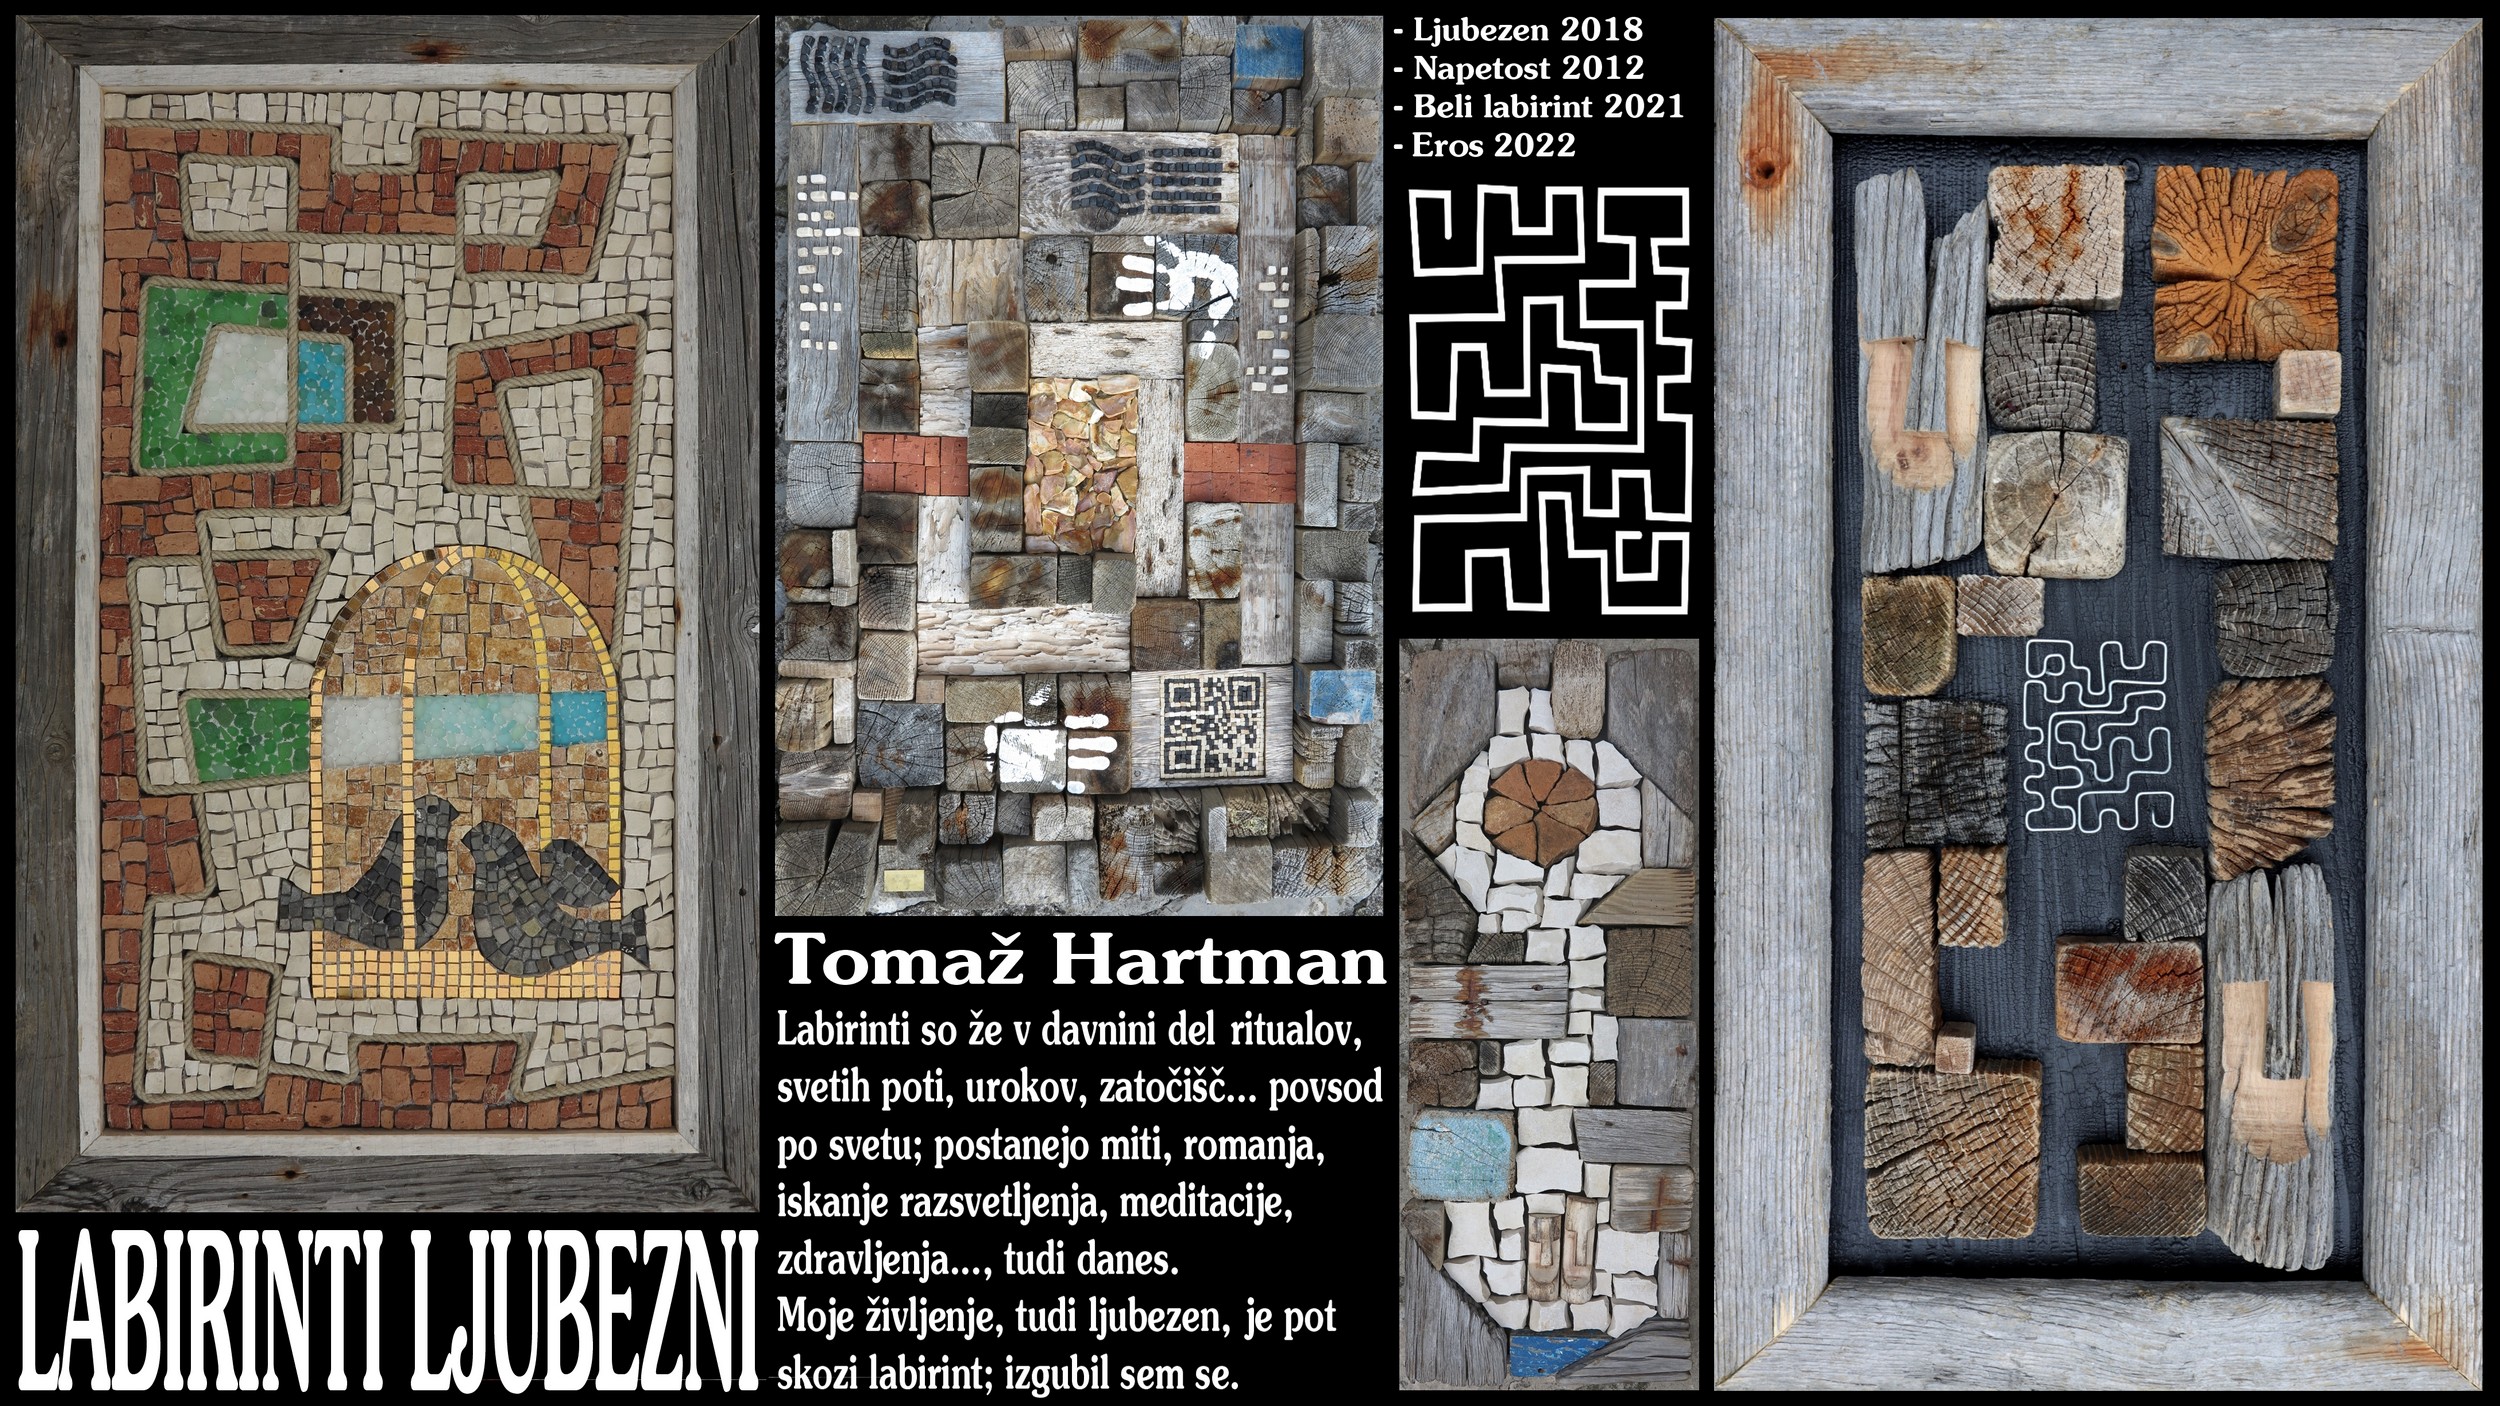 - Ljubezen 2018
- Napetost 2012
- Beli labirint 2021
- Eros 2022
Tomaž Hartman
Labirinti so že v davnini del ritualov,
svetih poti, urokov, zatočišč... povsod
po svetu; postanejo miti, romanja,
iskanje razsvetljenja, meditacije,
zdravljenja..., tudi danes.
Moje življenje, tudi ljubezen, je pot
skozi labirint; izgubil sem se.
LABIRINTI LJUBEZNI